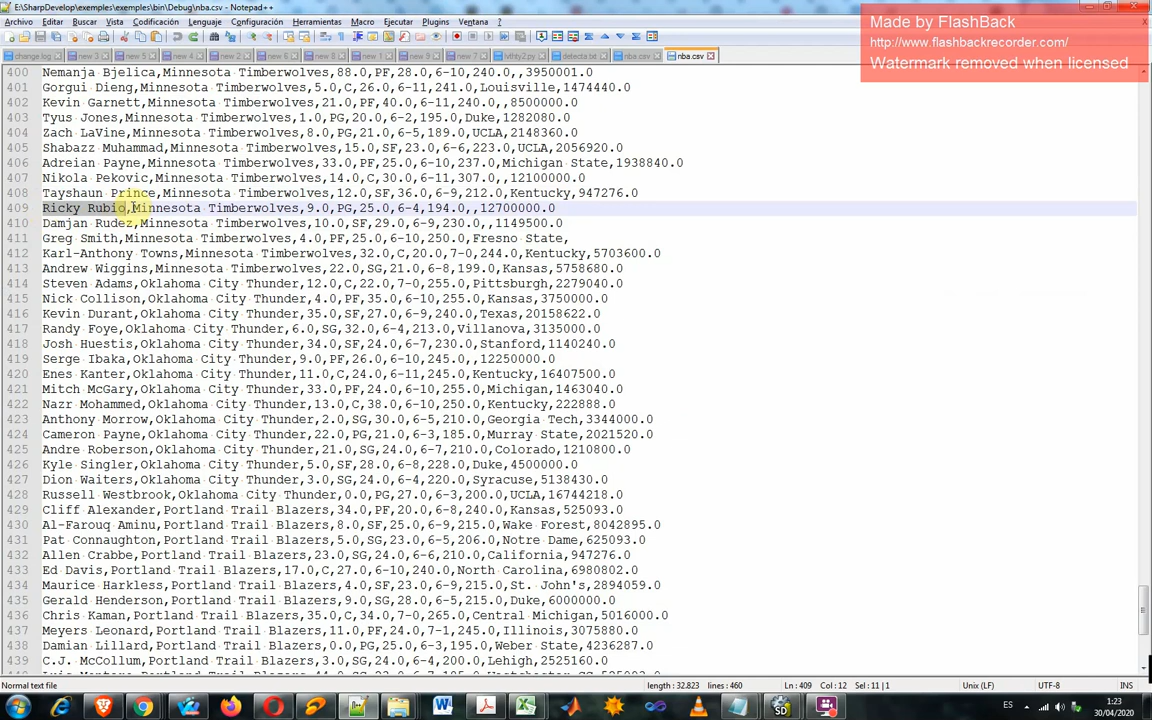 E:\SharpDevelop\exemples\exemples\bin\Debug\nba.csv - Notepad++
Made by FlashBack
http://www.flashbackrecorder.com/
Watermark removed when licensed
Archivo Editar Buscar Vista Codificación Lenguaje Configuración Herramientas Macro Ejecutar Plugins Ventana ?
change.log new 3 new 5 new 4 new 2 new 6 new 8 new 1 new 9 new 7 new 12 detecta.txt nba.csv nba.csv
400 Nemanja Bjelica,Minnesota Timberwolves,88.0,PF,28.0,6-10,240.0,,3950001.0
401 Gorgui Dieng,Minnesota Timberwolves,5.0,C,26.0,6-11,241.0,Louisville,1474440.0
402 Kevin Garnett,Minnesota Timberwolves,21.0,PF,40.0,6-11,240.0,,8500000.0
403 Tyus Jones,Minnesota Timberwolves,1.0,PG,20.0,6-2,195.0,Duke,1282080.0
404 Zach LaVine,Minnesota Timberwolves,8.0,PG,21.0,6-5,189.0,UCLA,2148360.0
405 Shabazz Muhammad,Minnesota Timberwolves,15.0,SF,23.0,6-6,223.0,UCLA,2056920.0
406 Adreian Payne,Minnesota Timberwolves,33.0,PF,25.0,6-10,237.0,Michigan State,1938840.0
407 Nikola Pekovic,Minnesota Timberwolves,14.0,C,30.0,6-11,307.0,,12100000.0
408 Tayshaun Prince,Minnesota Timberwolves,12.0,SF,36.0,6-9,212.0,Kentucky,947276.0
409 Ricky Rubio,Minnesota Timberwolves,9.0,PG,25.0,6-4,194.0,,12700000.0
410 Damjan Rudez,Minnesota Timberwolves,10.0,SF,29.0,6-9,230.0,,1149500.0
411 Greg Smith,Minnesota Timberwolves,4.0,PF,25.0,6-10,250.0,Fresno State,
412 Karl-Anthony Towns,Minnesota Timberwolves,32.0,C,20.0,7-0,244.0,Kentucky,5703600.0
413 Andrew Wiggins,Minnesota Timberwolves,22.0,SG,21.0,6-8,199.0,Kansas,5758680.0
414 Steven Adams,Oklahoma City Thunder,12.0,C,22.0,7-0,255.0,Pittsburgh,2279040.0
415 Nick Collison,Oklahoma City Thunder,4.0,PF,35.0,6-10,255.0,Kansas,3750000.0
416 Kevin Durant,Oklahoma City Thunder,35.0,SF,27.0,6-9,240.0,Texas,20158622.0
417 Randy Foye,Oklahoma City Thunder,6.0,SG,32.0,6-4,213.0,Villanova,3135000.0
418 Josh Huestis,Oklahoma City Thunder,34.0,SF,24.0,6-7,230.0,Stanford,1140240.0
419 Serge Ibaka,Oklahoma City Thunder,9.0,PF,26.0,6-10,245.0,,12250000.0
420 Enes Kanter,Oklahoma City Thunder,11.0,C,24.0,6-11,245.0,Kentucky,16407500.0
421 Mitch McGary,Oklahoma City Thunder,33.0,PF,24.0,6-10,255.0,Michigan,1463040.0
422 Nazr Mohammed,Oklahoma City Thunder,13.0,C,38.0,6-10,250.0,Kentucky,222888.0
423 Anthony Morrow,Oklahoma City Thunder,2.0,SG,30.0,6-5,210.0,Georgia Tech,3344000.0
424 Cameron Payne,Oklahoma City Thunder,22.0,PG,21.0,6-3,185.0,Murray State,2021520.0
425 Andre Roberson,Oklahoma City Thunder,21.0,SG,24.0,6-7,210.0,Colorado,1210800.0
426 Kyle Singler,Oklahoma City Thunder,5.0,SF,28.0,6-8,228.0,Duke,4500000.0
427 Dion Waiters,Oklahoma City Thunder,3.0,SG,24.0,6-4,220.0,Syracuse,5138430.0
428 Russell Westbrook,Oklahoma City Thunder,0.0,PG,27.0,6-3,200.0,UCLA,16744218.0
429 Cliff Alexander,Portland Trail Blazers,34.0,PF,20.0,6-8,240.0,Kansas,525093.0
430 Al-Farouq Aminu,Portland Trail Blazers,8.0,SF,25.0,6-9,215.0,Wake Forest,8042895.0
431 Pat Connaughton,Portland Trail Blazers,5.0,SG,23.0,6-5,206.0,Notre Dame,625093.0
432 Allen Crabbe,Portland Trail Blazers,23.0,SG,24.0,6-6,210.0,California,947276.0
433 Ed Davis,Portland Trail Blazers,17.0,C,27.0,6-10,240.0,North Carolina,6980802.0
434 Maurice Harkless,Portland Trail Blazers,4.0,SF,23.0,6-9,215.0,St. John's,2894059.0
435 Gerald Henderson,Portland Trail Blazers,9.0,SG,28.0,6-5,215.0,Duke,6000000.0
436 Chris Kaman,Portland Trail Blazers,35.0,C,34.0,7-0,265.0,Central Michigan,5016000.0
437 Meyers Leonard,Portland Trail Blazers,11.0,PF,24.0,7-1,245.0,Illinois,3075880.0
438 Damian Lillard,Portland Trail Blazers,0.0,PG,25.0,6-3,195.0,Weber State,4236287.0
439 C.J. McCollum,Portland Trail Blazers,3.0,SG,24.0,6-4,200.0,Lehigh,2525160.0
Normal text file length : 32.823 lines : 460 Ln : 409 Col : 12 Sel : 11 | 1 Unix (LF) UTF-8 INS
ES 1:23
30/04/2020